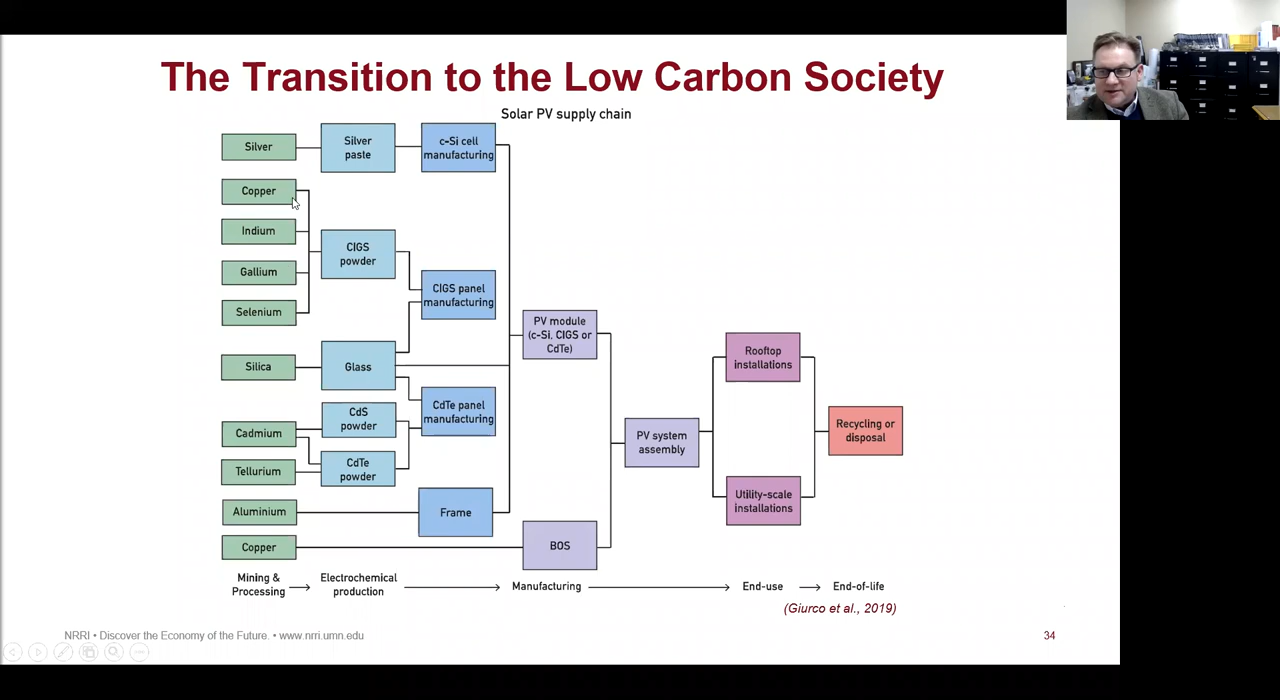 The Transition to the Low Carbon Society
Solar PV supply chain
Silver
Silver
paste
c-Si cell
manufacturing
Copper
Indium
Gallium
Selenium
CIGS
powder
CIGS panel
manufacturing
Silica
Glass
Cadmium
Tellurium
CdS
powder
CdTe
powder
CdTe panel
manufacturing
Aluminium
Frame
Copper
BOS
PV module
(c-Si, CIGS or
CdTe)
PV system
assembly
Rooftop
installations
Utility-scale
installations
Recycling or
disposal
Mining &
Processing
Electrochemical
production
Manufacturing
End-use
End-of-life
(Giurco et al., 2019)
NRRI • Discover the Economy of the Future. • www.nrri.umn.edu
34